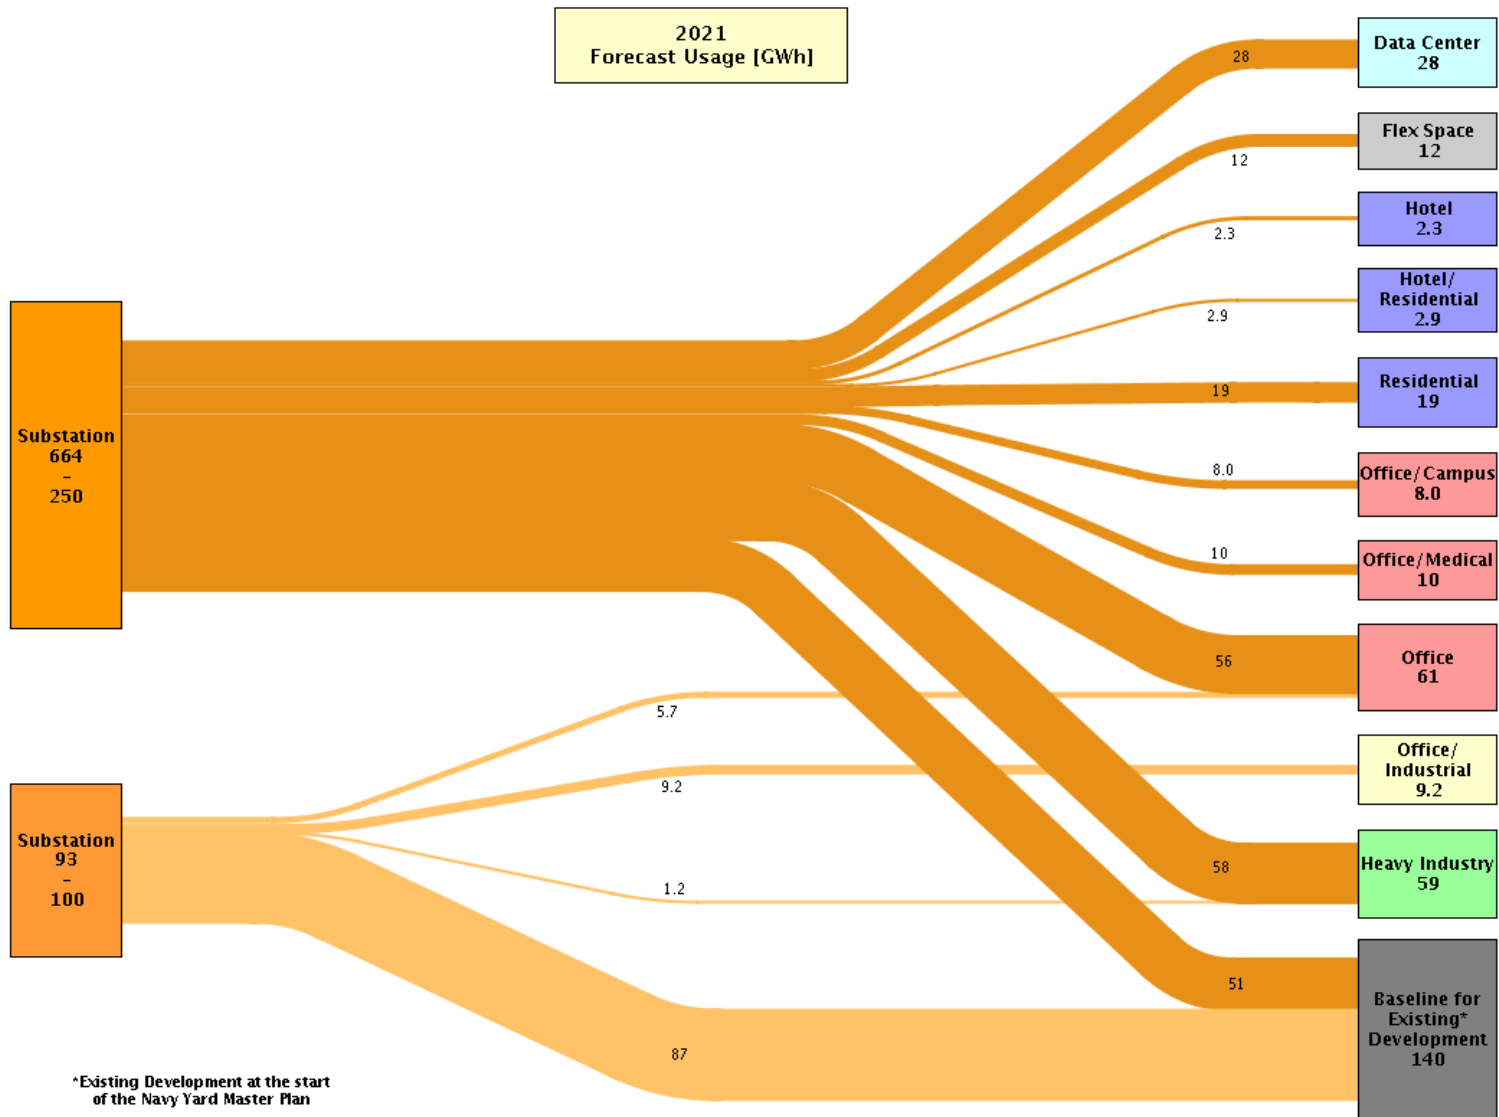 2021
Forecast Usage [GWh]
Data Center
28
28
Flex Space
12
12
Hotel
2.3
2.3
Hotel/
Residential
2.9
2.9
Residential
19
19
Substation
664
-
250
Office/Campus
8.0
8.0
Office/Medical
10
10
Office
61
56
5.7
Office/
Industrial
9.2
9.2
Substation
93
-
100
Heavy Industry
59
58
1.2
51
Baseline for
Existing*
Development
140
87
*Existing Development at the start
of the Navy Yard Master Plan